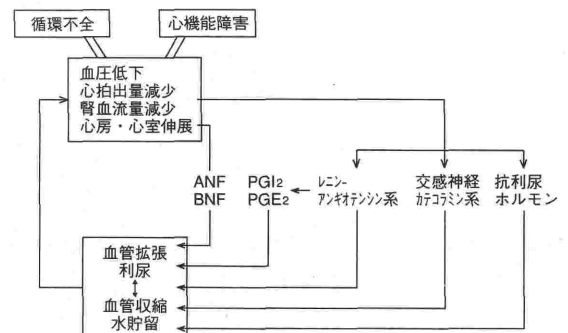 循環不全
心機能障害
血圧低下
心拍出量減少
腎血流量減少
心房・心室伸展
ANF
BNF
PGI₂
PGE₂
ﾚﾆﾝ-
ｱﾝｷﾞｵﾃﾝｼﾝ系
交感神経
ｶﾃｺﾗﾐﾝ系
抗利尿
ホルモン
血管拡張
利尿
血管収縮
水貯留